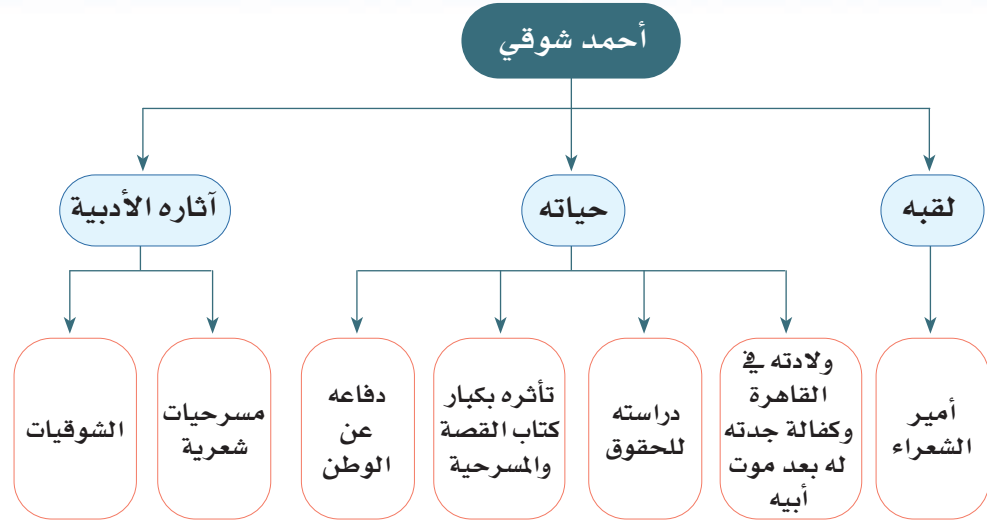 أحمد شوقي
لقبه
حياته
آثاره الأدبية
أمير
الشعراء
ولادته في
القاهرة
وكفالة جدته
له بعد موت
أبيه
دراسته
للحقوق
تأثره بكبار
كتاب القصة
والمسرحية
دفاعه
عن
الوطن
مسرحيات
شعرية
الشوقيات